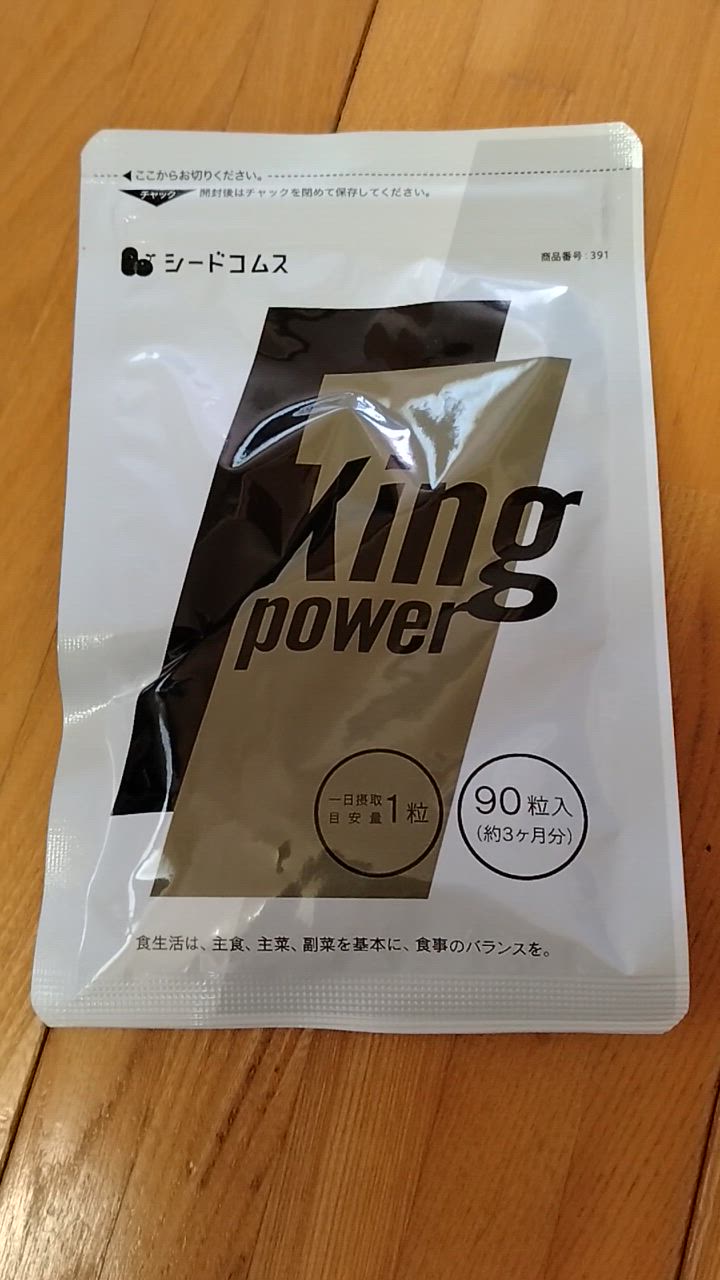 ◀ここからお切りください。
チャック
開封後はチャックを閉めて保存してください。
シードコムス
商品番号:391
King
power
一日摂取
目安量
1粒
90粒入
(約3ヶ月分)
食生活は、主食、主菜、副菜を基本に、食事のバランスを。